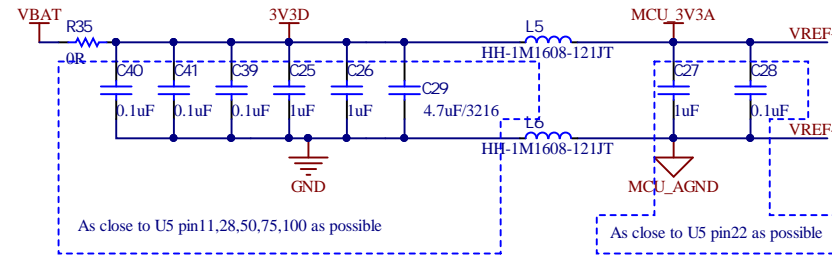 VBAT
R35
0R
3V3D
L5
HH-1M1608-121JT
MCU_3V3A
VREF
C40
0.1uF
C41
0.1uF
C39
0.1uF
C25
1uF
C26
1uF
C29
4.7uF/3216
C27
1uF
C28
0.1uF
L6
HH-1M1608-121JT
VREF-
GND
MCU_AGND
As close to U5 pin11,28,50,75,100 as possible
As close to U5 pin22 as possible